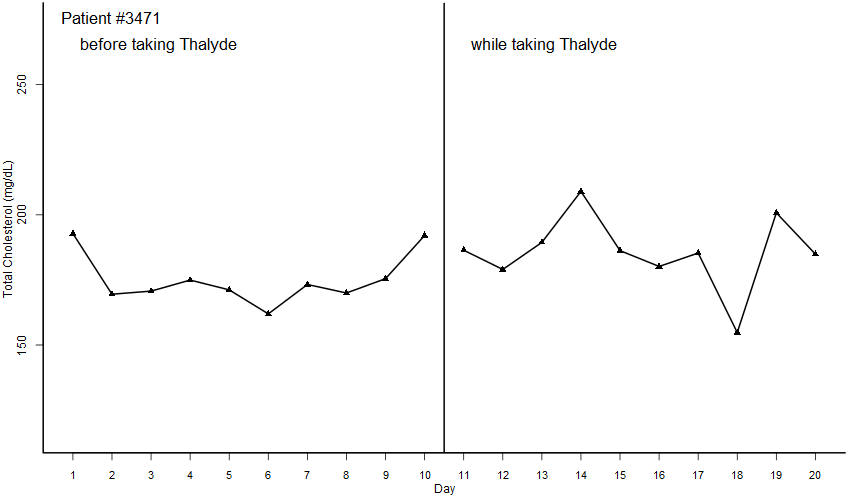 Patient #3471
before taking Thalyde
while taking Thalyde
Total Cholesterol (mg/dL)
250
200
150
1 2 3 4 5 6 7 8 9 10 11 12 13 14 15 16 17 18 19 20
Day